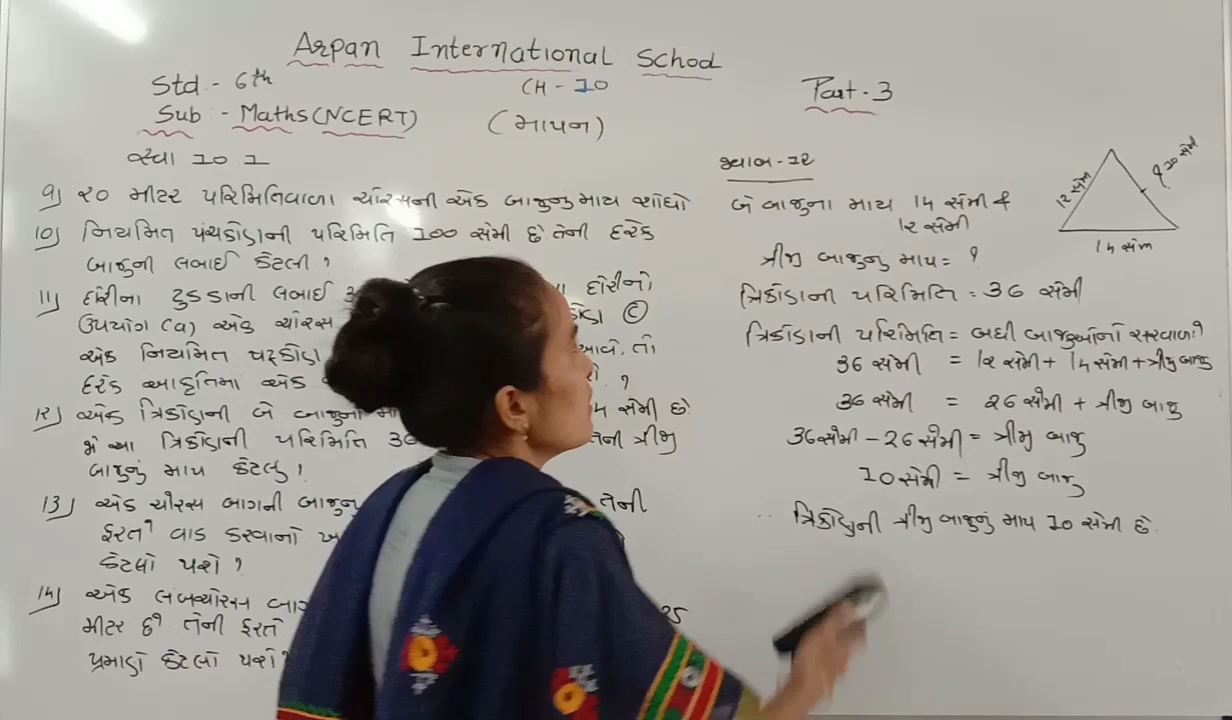 Arpan International School
Std - 6th
CH - 10
Part - 3
Sub - Maths (NCERT)
(માપન)
સ્વા 10 1
9) ૨૦ મીટર પરિમિતિવાળા ચોરસની એક બાજુનુ માપ શોધો
10) નિયમિત પંચકોણની પરિમિતિ 100 સેમી છે તેની દરેક
બાજુની લંબાઈ કેટલી ?
11) દોરીના ટુકડાની લંબાઈ દોરીનો
ઉપયોગ (a) એક ચોરસ ©
એક નિયમિત ષટ્કોણ આવે, તો
દરેક આકૃતિમાં એક ?
12) એક ત્રિકોણની બે બાજુના સેમી છે.
જો આ ત્રિકોણની પરિમિતિ તેની ત્રીજી
બાજુનું માપ કેટલુ ?
13) એક ચોરસ બાગની બાજુનુ તેની
ફરતે વાડ કરવાનો
કેટલો થશે ?
14) એક લંબચોરસ
મીટર છે તેની ફરતે
પ્રમાણે કેટલો થશે ?
જવાબ-12
બે બાજુના માપ 14 સેમી &
12 સેમી
ત્રીજી બાજુનુ માપ = ?
12 સેમી
14 સેમ
ત્રિકોણની પરિમિતિ = 36 સેમી
ત્રિકોણની પરિમિતિ = બધી બાજુઓનો સરવાળો
36 સેમી = 12 સેમી + 14 સેમી + ત્રીજી બાજુ
36 સેમી = 26 સેમી + ત્રીજી બાજુ
36 સેમી - 26 સેમી = ત્રીજી બાજુ
10 સેમી = ત્રીજી બાજુ
∴ ત્રિકોણની ત્રીજી બાજુનું માપ 10 સેમી છે.